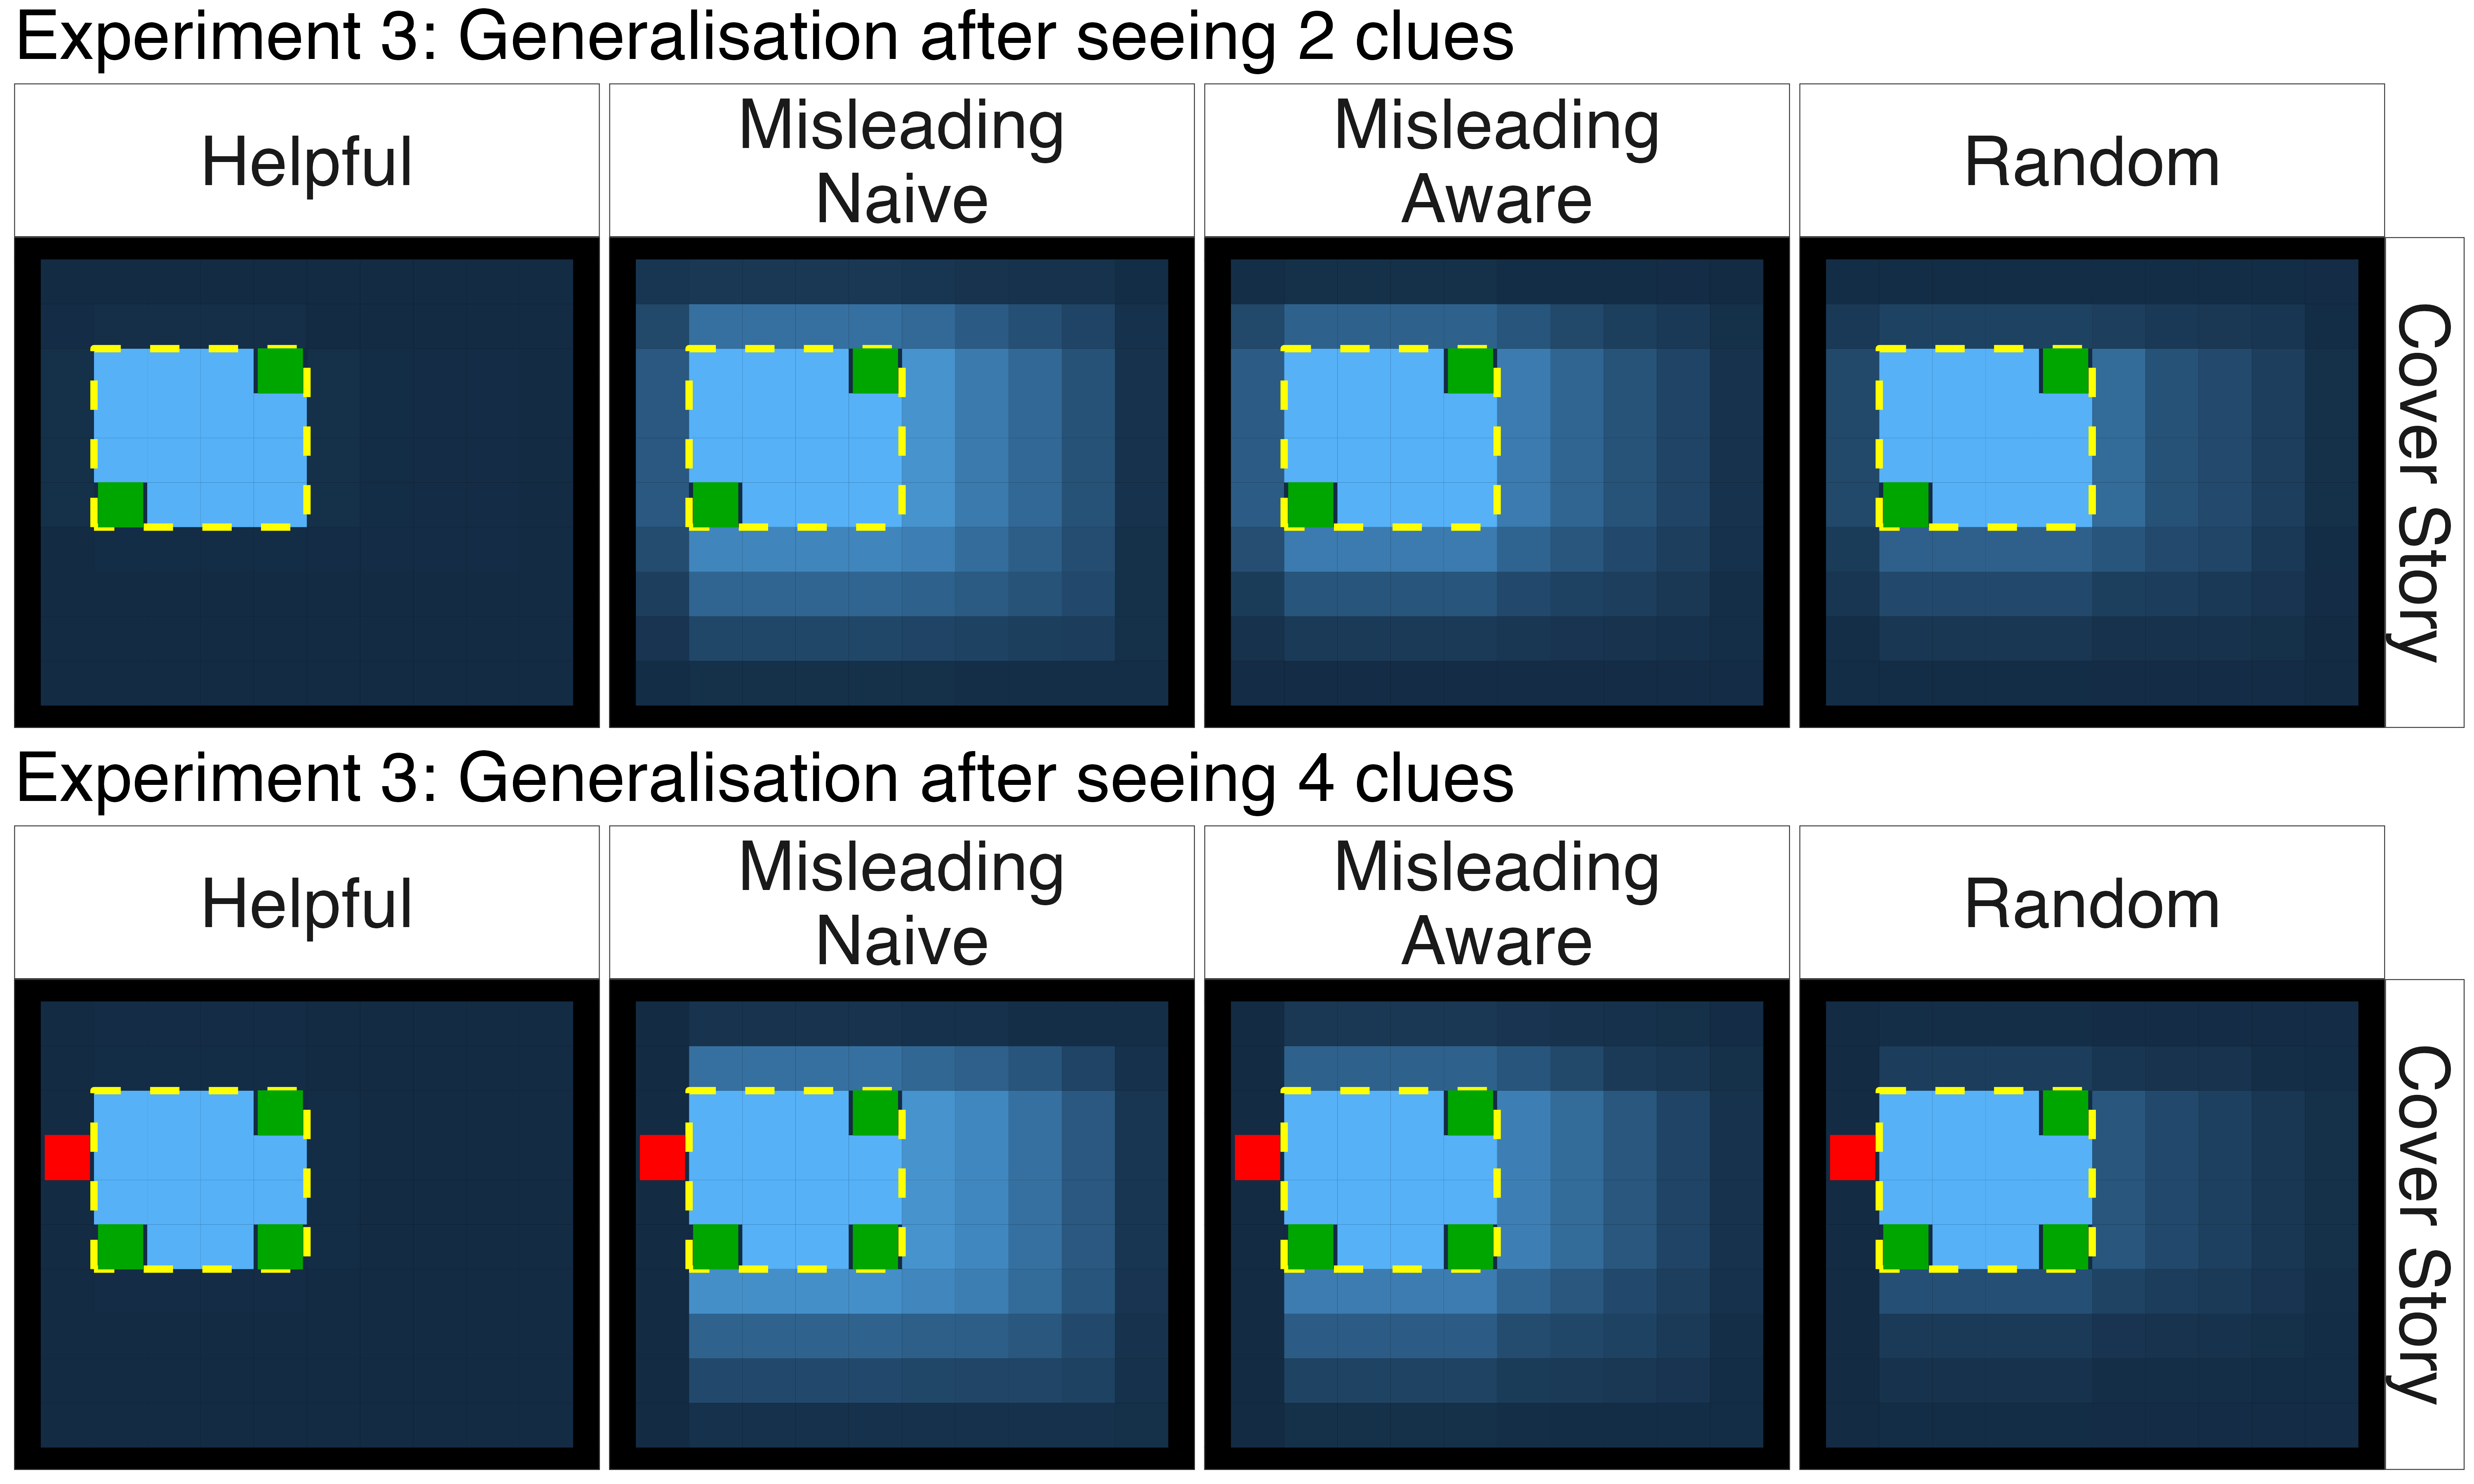 Experiment 3: Generalisation after seeing 2 clues
Helpful
Misleading
Naive
Misleading
Aware
Random
Cover Story
Experiment 3: Generalisation after seeing 4 clues
Helpful
Misleading
Naive
Misleading
Aware
Random
Cover Story